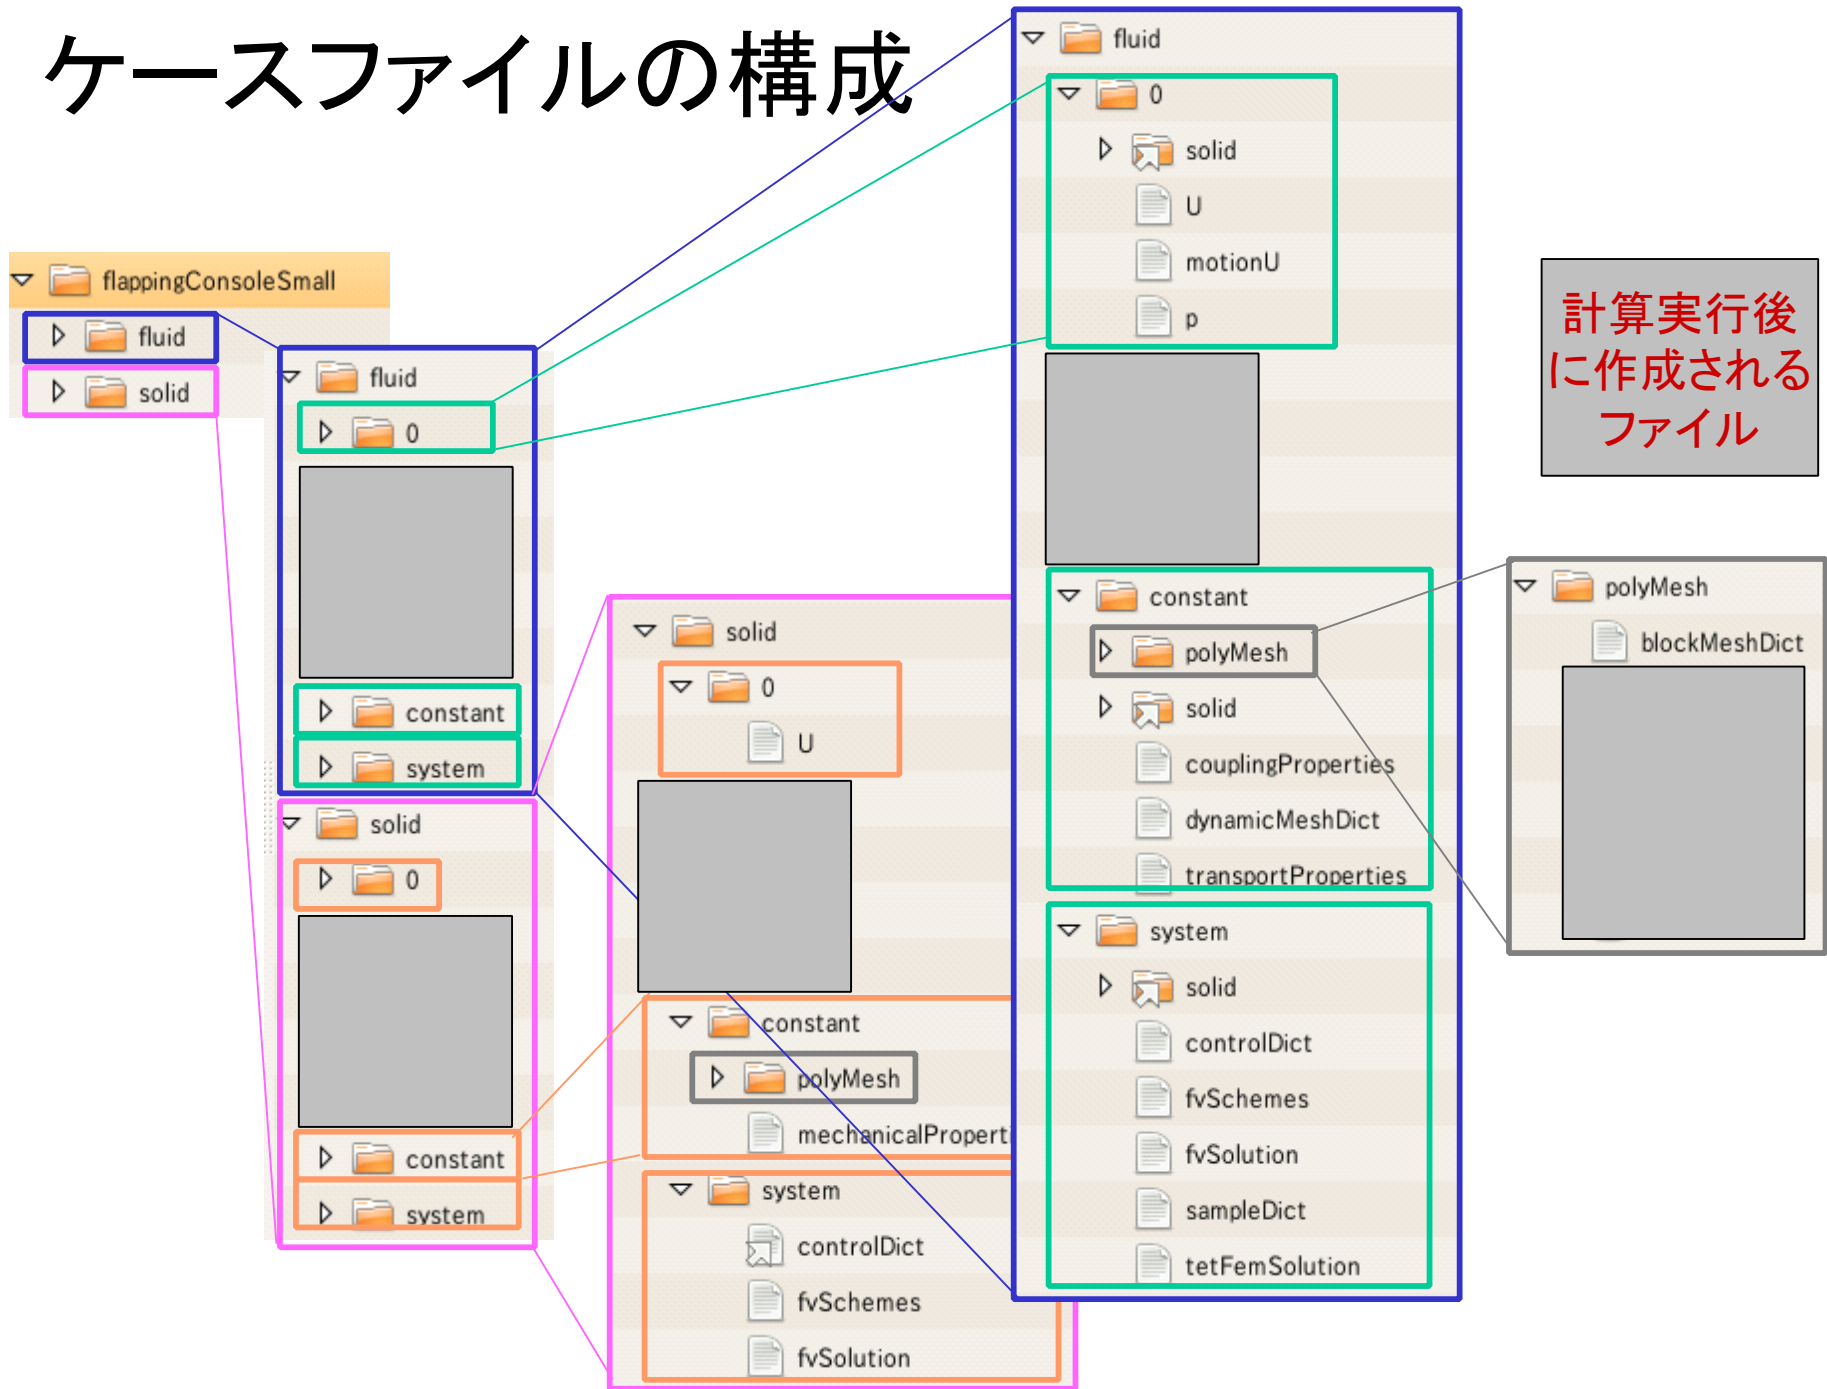 ケースファイルの構成
flappingConsoleSmall
fluid
solid
fluid
0
constant
system
solid
0
constant
system
solid
0
U
constant
polyMesh
mechanicalProperti
system
controlDict
fvSchemes
fvSolution
fluid
0
solid
U
motionU
p
constant
polyMesh
solid
couplingProperties
dynamicMeshDict
transportProperties
system
solid
controlDict
fvSchemes
fvSolution
sampleDict
tetFemSolution
計算実行後
に作成される
ファイル
polyMesh
blockMeshDict